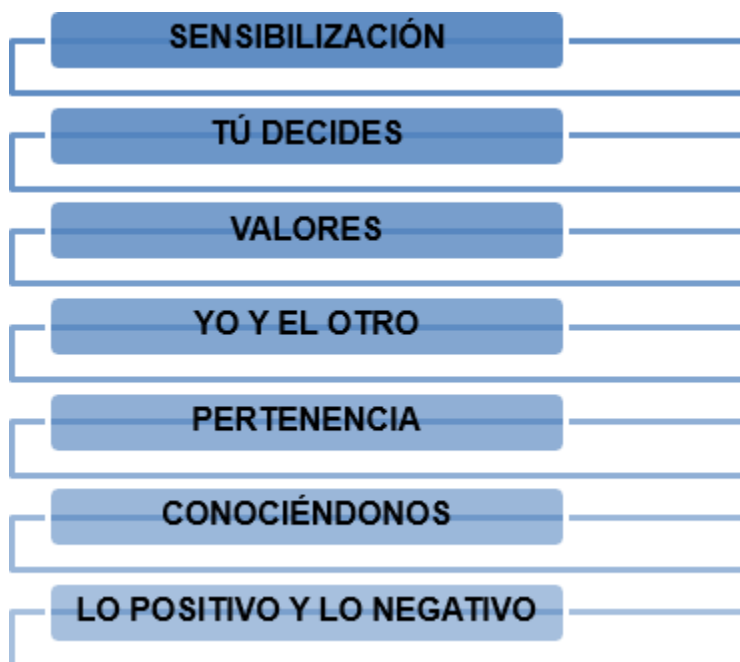 SENSIBILIZACIÓN
TÚ DECIDES
VALORES
YO Y EL OTRO
PERTENENCIA
CONOCIÉNDONOS
LO POSITIVO Y LO NEGATIVO